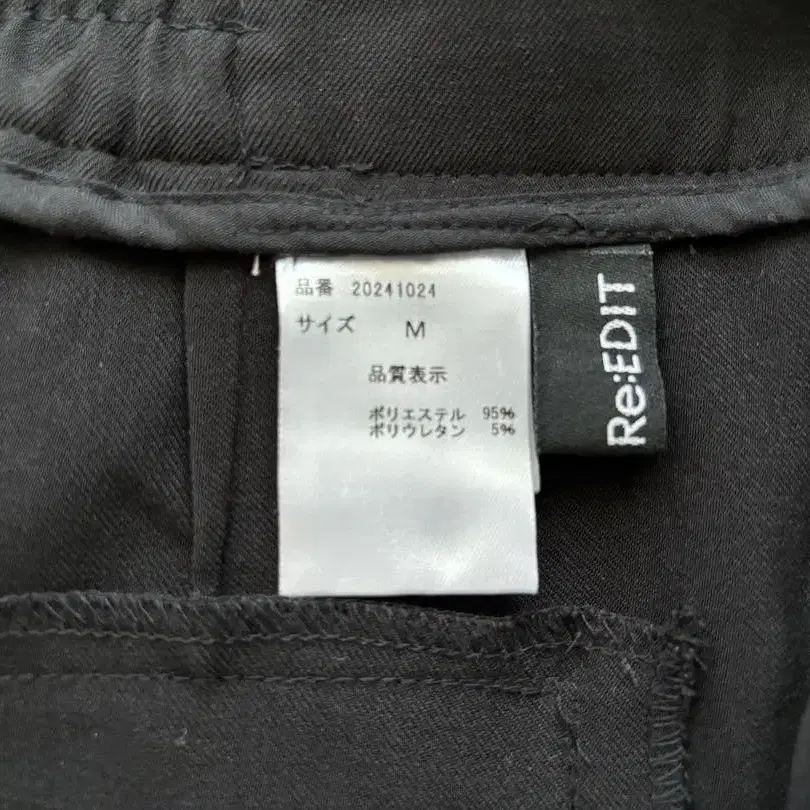 品番 20241024
サイズ M
品質表示
ポリエステル 95%
ポリウレタン 5%
Re:EDIT